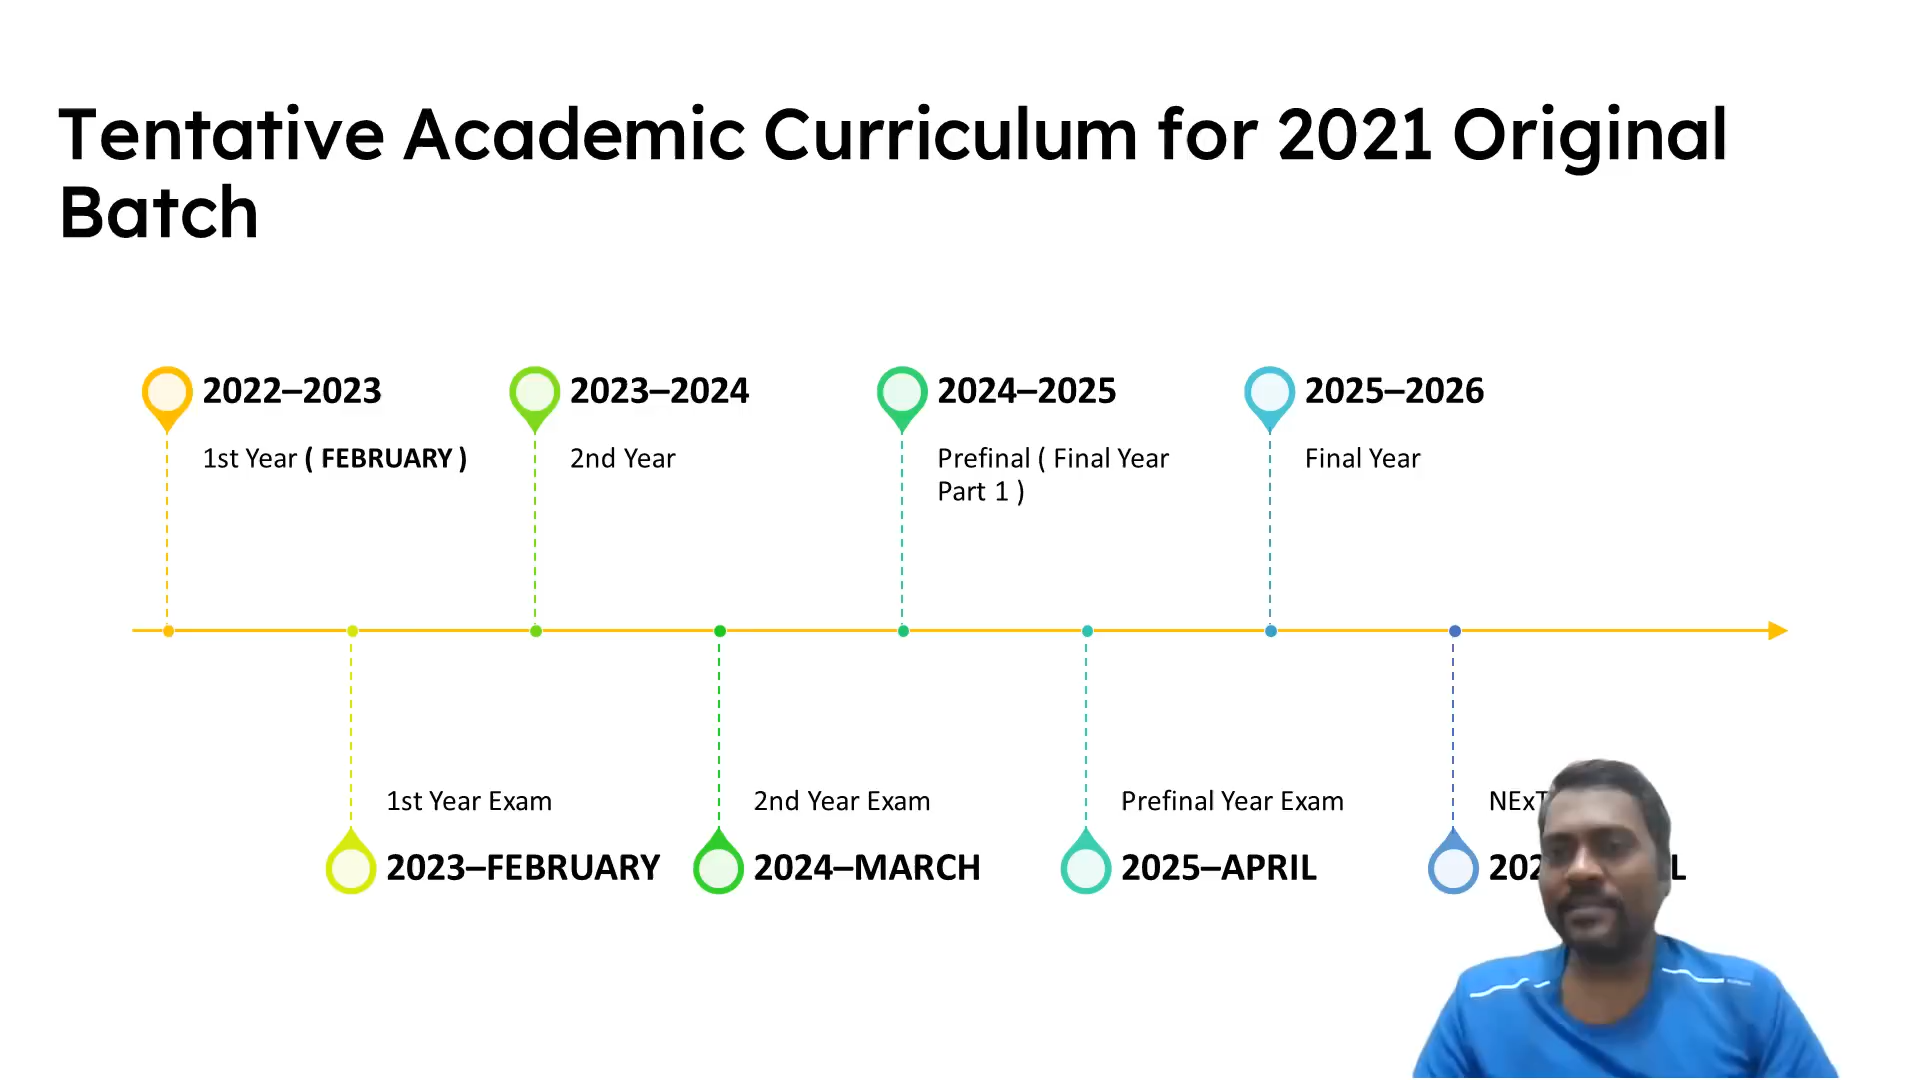 Tentative Academic Curriculum for 2021 Original
Batch
2022–2023
1st Year ( FEBRUARY )
2023–2024
2nd Year
2024–2025
Prefinal ( Final Year
Part 1 )
2025–2026
Final Year
1st Year Exam
2023–FEBRUARY
2nd Year Exam
2024–MARCH
Prefinal Year Exam
2025–APRIL
NExT